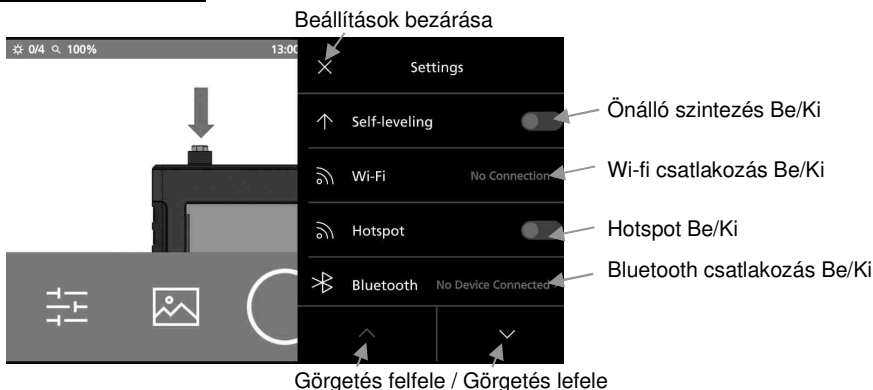 Beállítások bezárása
0/4 100% 13:00
Settings
Self-leveling
Önálló szintezés Be/Ki
Wi-Fi No Connection
Wi-fi csatlakozás Be/Ki
Hotspot
Hotspot Be/Ki
Bluetooth No Device Connected
Bluetooth csatlakozás Be/Ki
Görgetés felfele / Görgetés lefele